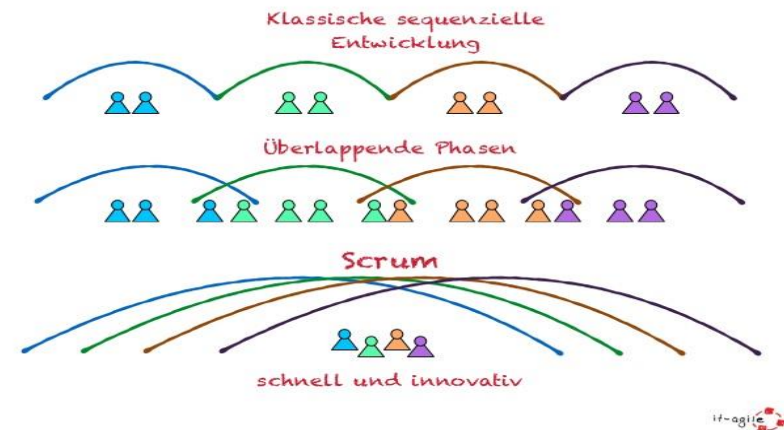 Klassische sequenzielle
Entwicklung
Überlappende Phasen
Scrum
schnell und innovativ
it-agile